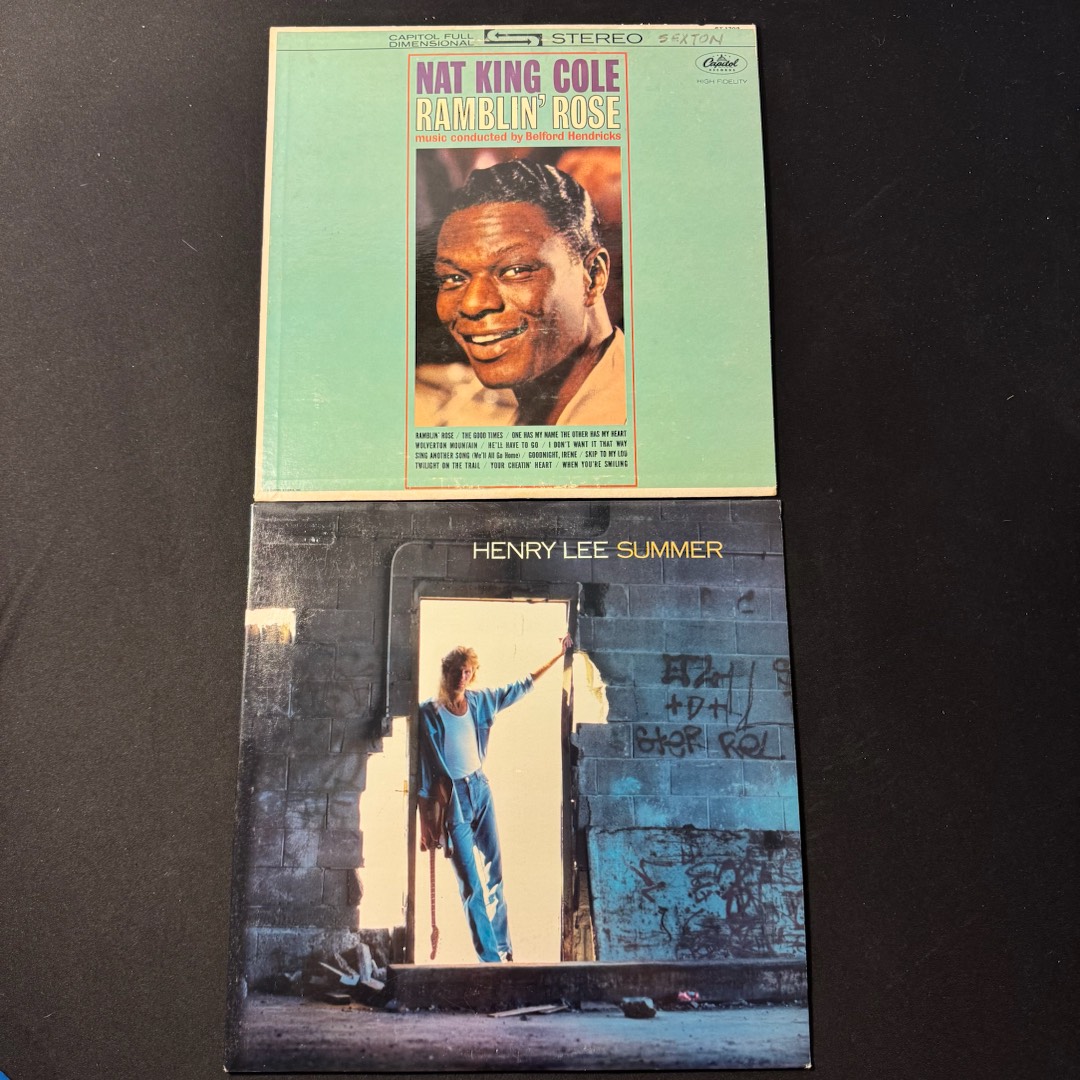 CAPITOL FULL
DIMENSIONAL
STEREO
SEXTON
Capitol
RECORDS
HIGH FIDELITY
NAT KING COLE
RAMBLIN' ROSE
music conducted by Belford Hendricks
RAMBLIN' ROSE / THE GOOD TIMES / ONE HAS MY NAME THE OTHER HAS MY HEART
WOLVERTON MOUNTAIN / HE'LL HAVE TO GO / I DON'T WANT IT THAT WAY
SING ANOTHER SONG (We'll All Go Home) / GOODNIGHT, IRENE / SKIP TO MY LOU
TWILIGHT ON THE TRAIL / YOUR CHEATIN' HEART / WHEN YOU'RE SMILING
HENRY LEE SUMMER